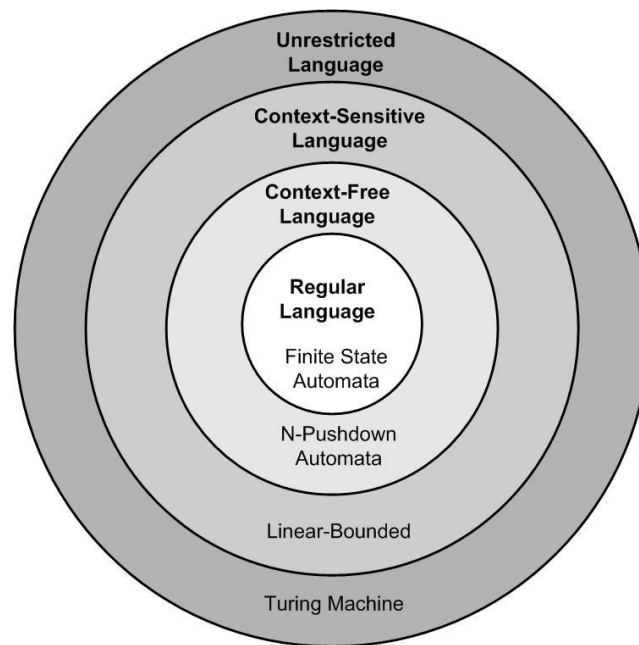 Unrestricted
Language
Context-Sensitive
Language
Context-Free
Language
Regular
Language
Finite State
Automata
N-Pushdown
Automata
Linear-Bounded
Turing Machine